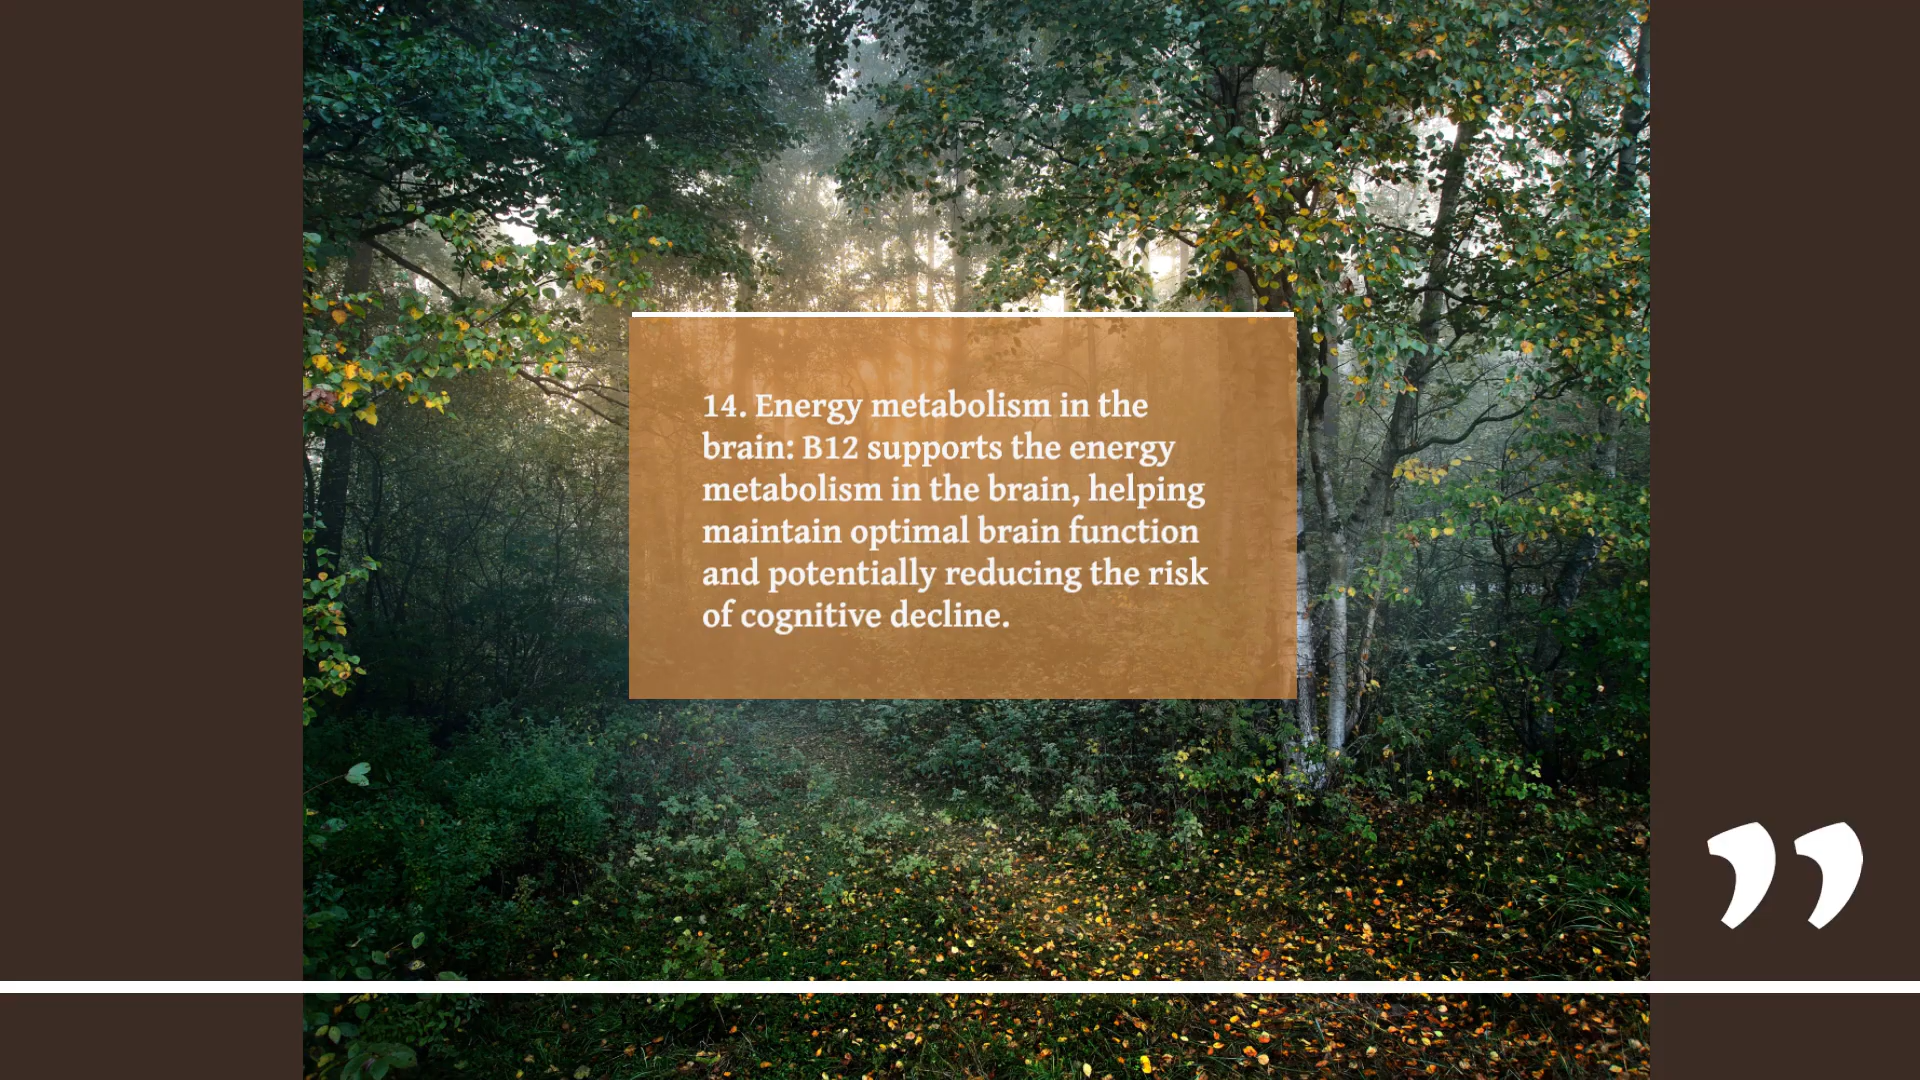 14. Energy metabolism in the
brain: B12 supports the energy
metabolism in the brain, helping
maintain optimal brain function
and potentially reducing the risk
of cognitive decline.
”